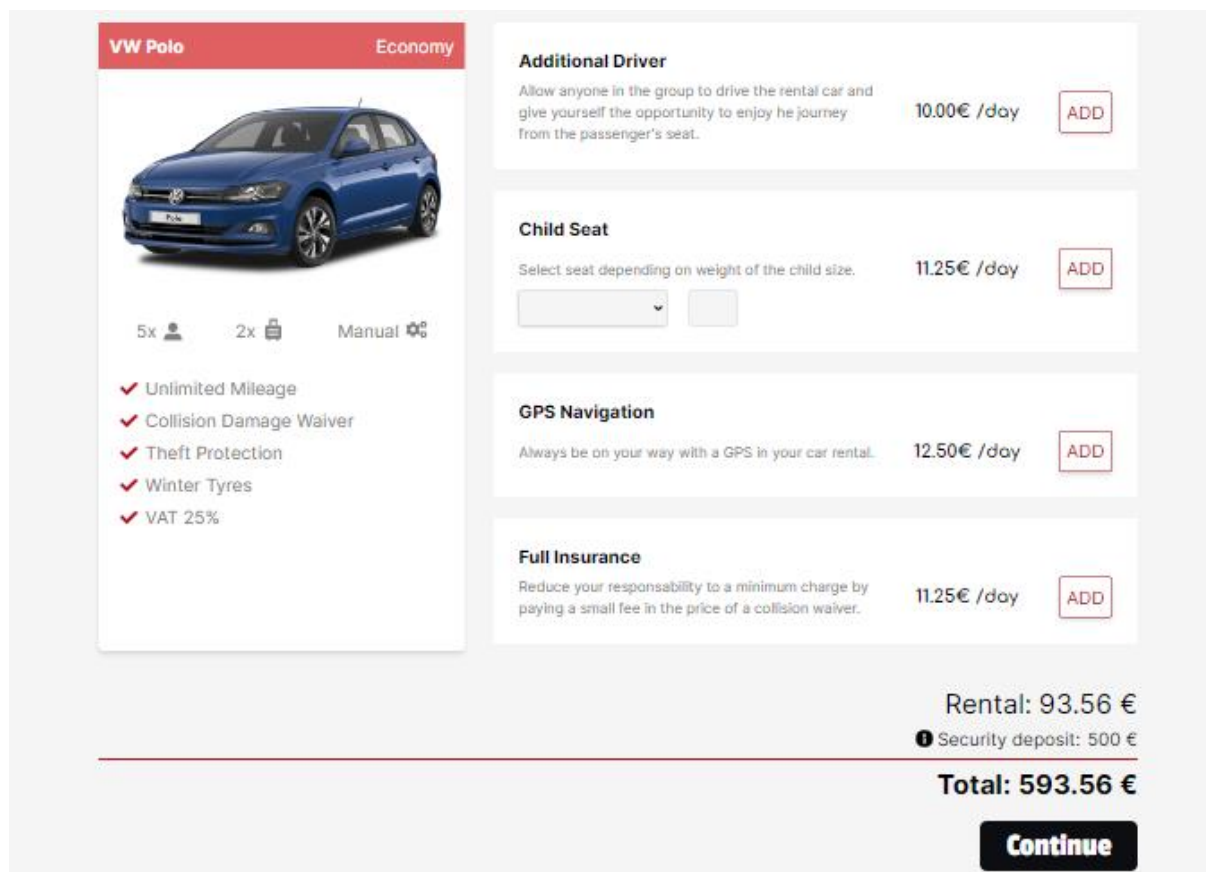 VW Polo Economy
Polo
5x 2x Manual
Unlimited Mileage
Collision Damage Waiver
Theft Protection
Winter Tyres
VAT 25%
Additional Driver
Allow anyone in the group to drive the rental car and
give yourself the opportunity to enjoy he journey
from the passenger's seat.
10.00€ /day
ADD
Child Seat
Select seat depending on weight of the child size.
11.25€ /day
ADD
GPS Navigation
Always be on your way with a GPS in your car rental.
12.50€ /day
ADD
Full Insurance
Reduce your responsability to a minimum charge by
paying a small fee in the price of a collision waiver.
11.25€ /day
ADD
Rental: 93.56 €
Security deposit: 500 €
Total: 593.56 €
Continue